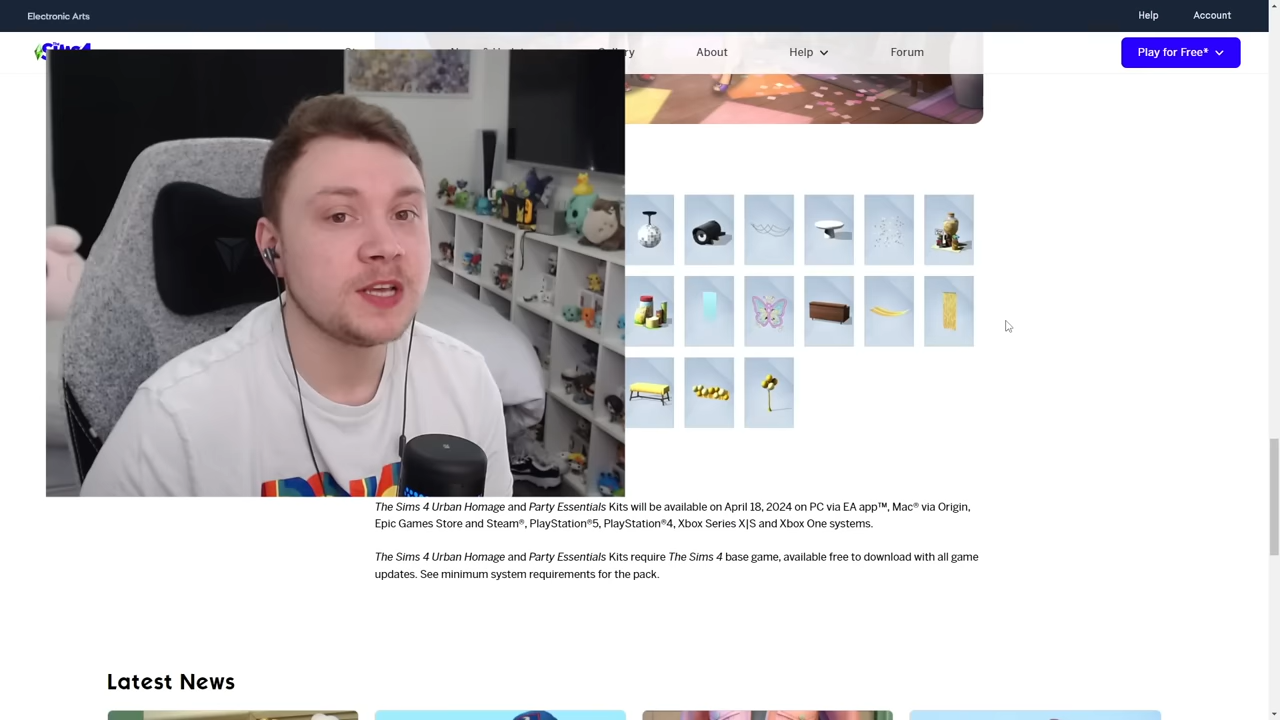 Electronic Arts
Help
Account
The Sims 4
About
Help
Forum
Play for Free*
The Sims 4 Urban Homage and Party Essentials Kits will be available on April 18, 2024 on PC via EA app™, Mac® via Origin,
Epic Games Store and Steam®, PlayStation®5, PlayStation®4, Xbox Series X|S and Xbox One systems.
The Sims 4 Urban Homage and Party Essentials Kits require The Sims 4 base game, available free to download with all game
updates. See minimum system requirements for the pack.
Latest News